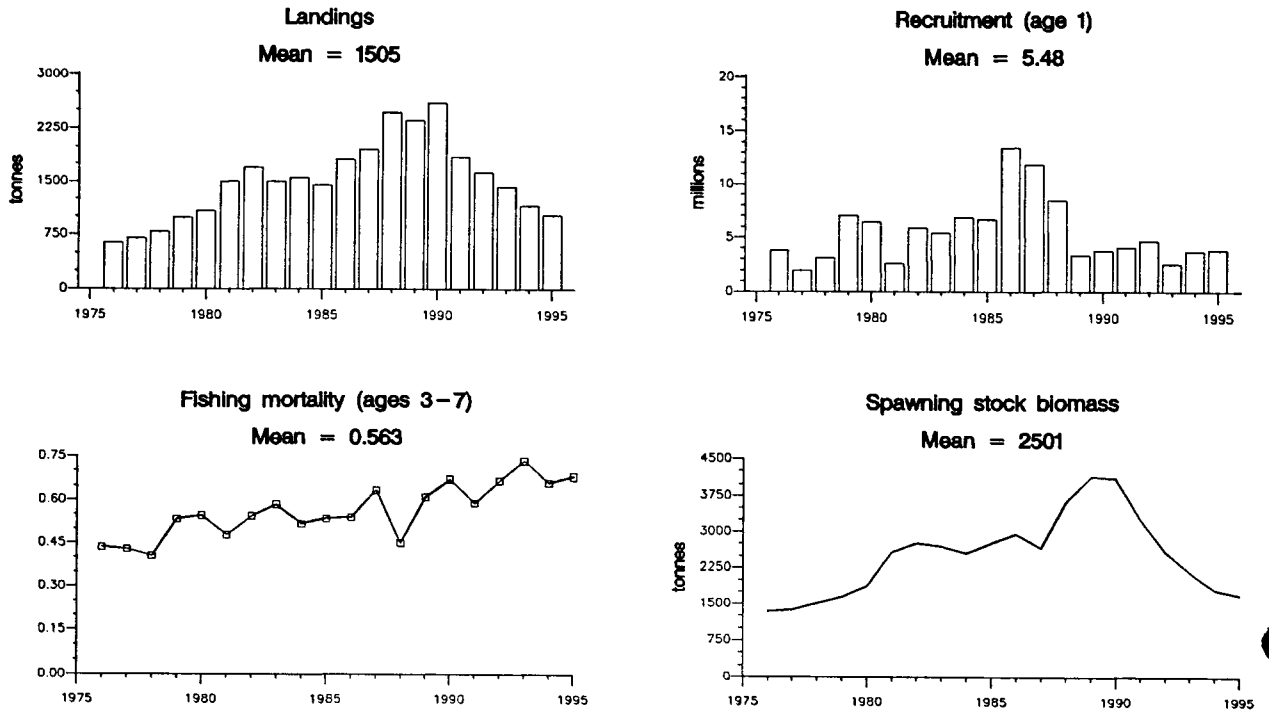 Landings
Mean = 1505
3000
2250
1500
750
0
tonnes
1975 1980 1985 1990 1995
Recruitment (age 1)
Mean = 5.48
20
15
10
5
0
millions
1975 1980 1985 1990 1995
Fishing mortality (ages 3-7)
Mean = 0.563
0.75
0.60
0.45
0.30
0.15
0.00
1975 1980 1985 1990 1995
Spawning stock biomass
Mean = 2501
4500
3750
3000
2250
1500
750
0
tonnes
1975 1980 1985 1990 1995